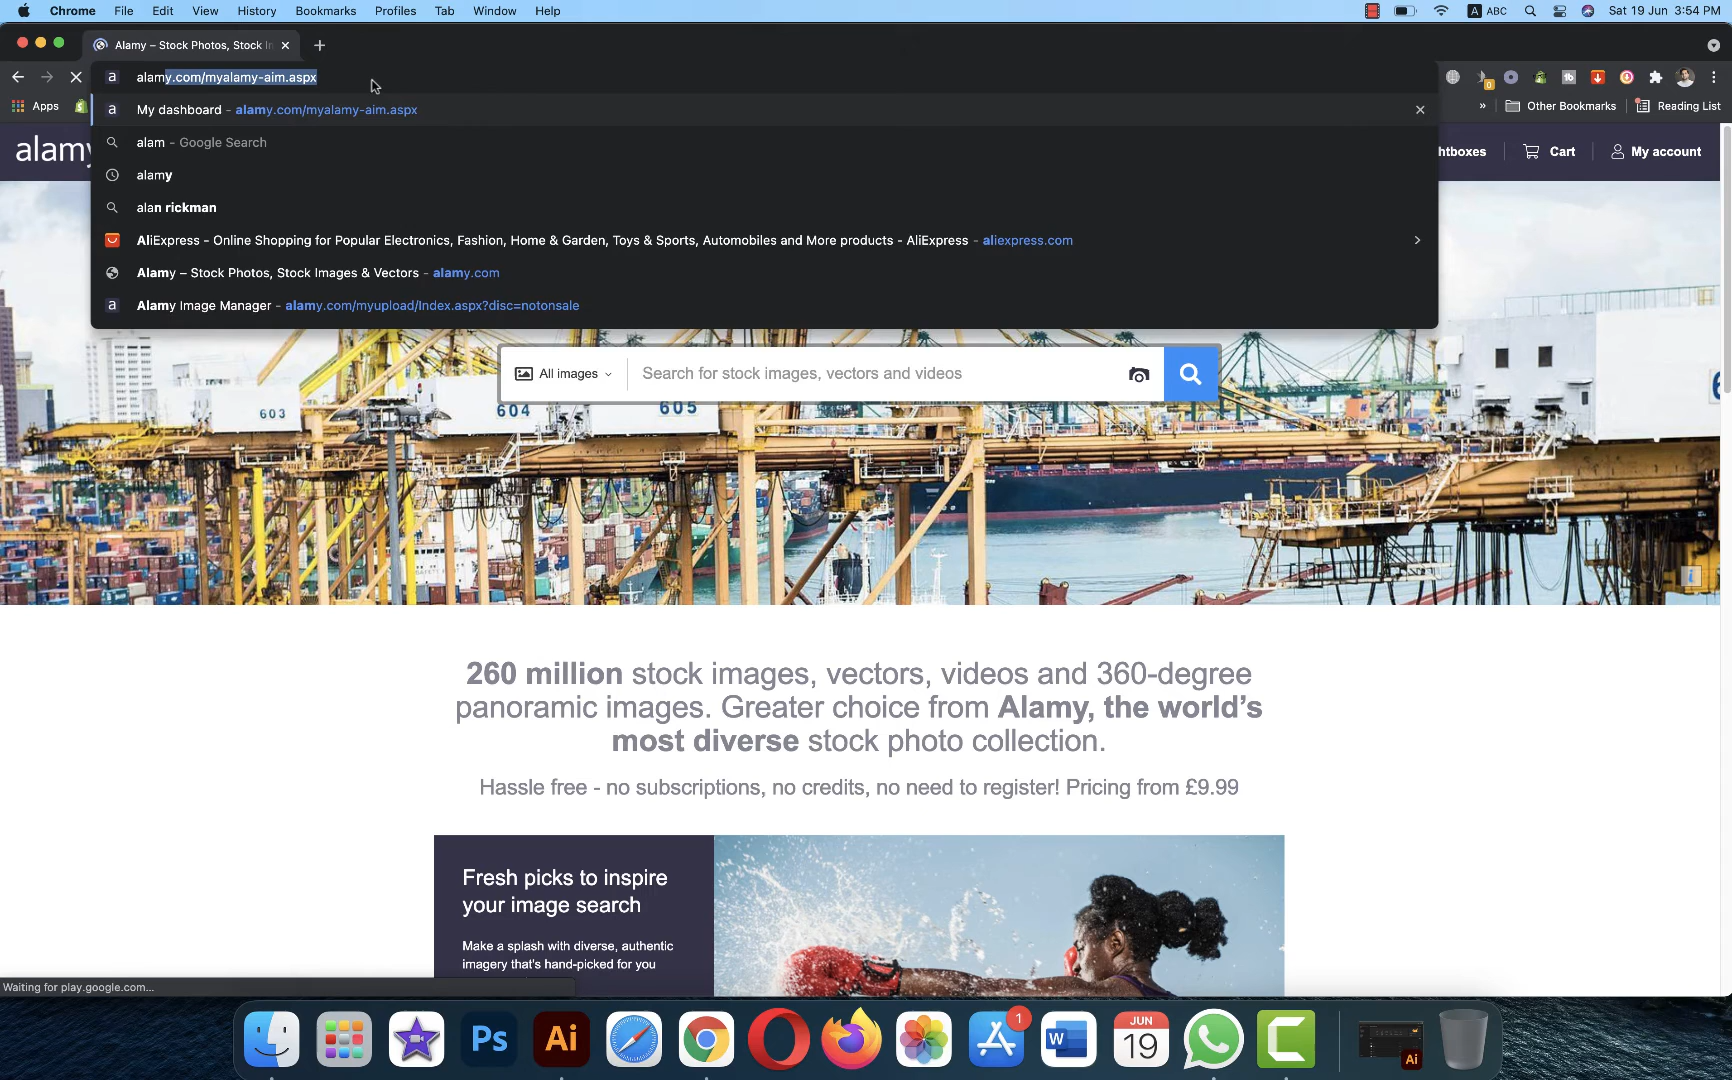 Chrome File Edit View History Bookmarks Profiles Tab Window Help
A ABC Sat 19 Jun 3:54 PM
Alamy – Stock Photos, Stock I
alamy.com/myalamy-aim.aspx
Apps
» Other Bookmarks Reading List
My dashboard - alamy.com/myalamy-aim.aspx
alam - Google Search
alamy
alan rickman
AliExpress - Online Shopping for Popular Electronics, Fashion, Home & Garden, Toys & Sports, Automobiles and More products - AliExpress - aliexpress.com
Alamy – Stock Photos, Stock Images & Vectors - alamy.com
Alamy Image Manager - alamy.com/myupload/Index.aspx?disc=notonsale
alamy
htboxes Cart My account
All images Search for stock images, vectors and videos
603 604 605
260 million stock images, vectors, videos and 360-degree
panoramic images. Greater choice from Alamy, the world's
most diverse stock photo collection.
Hassle free - no subscriptions, no credits, no need to register! Pricing from £9.99
Fresh picks to inspire
your image search
Make a splash with diverse, authentic
imagery that's hand-picked for you
Waiting for play.google.com...
Ps Ai 1 W JUN 19 C Ai